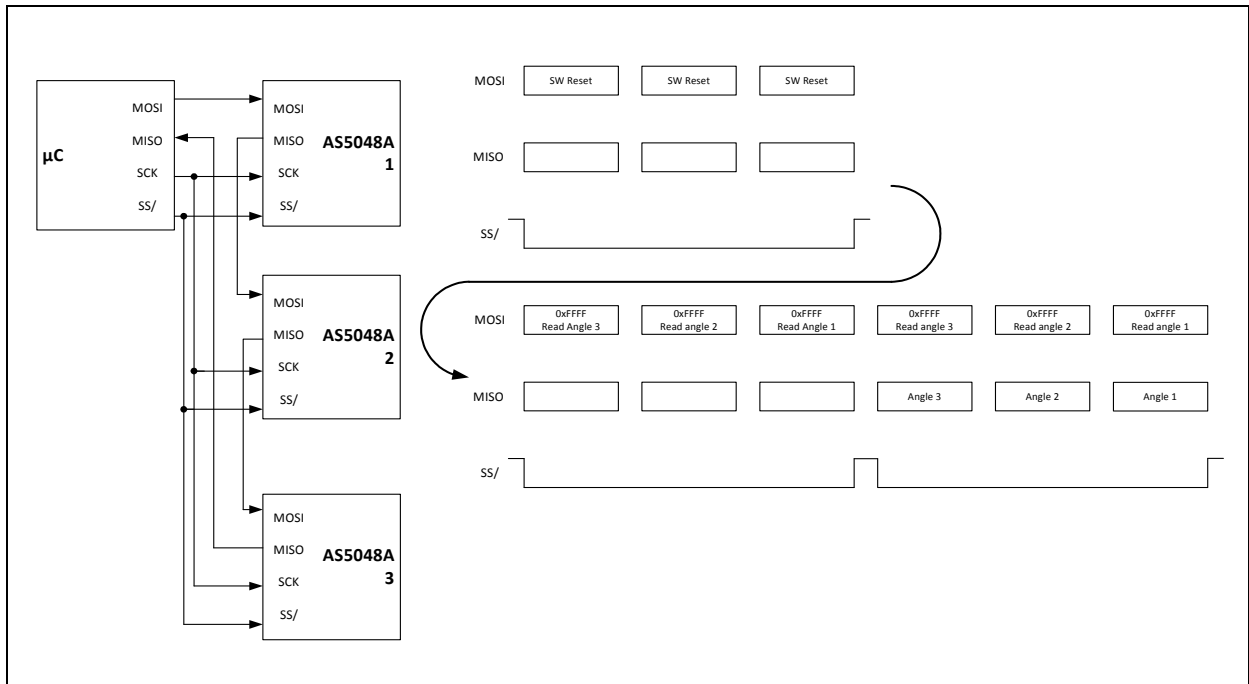 µC
MOSI
MISO
SCK
SS/
MOSI
MISO
SCK
SS/
AS5048A
1
MOSI
MISO
SCK
SS/
AS5048A
2
MOSI
MISO
SCK
SS/
AS5048A
3
MOSI
SW Reset
SW Reset
SW Reset
MISO
SS/
MOSI
0xFFFF
Read Angle 3
0xFFFF
Read angle 2
0xFFFF
Read Angle 1
0xFFFF
Read angle 3
0xFFFF
Read angle 2
0xFFFF
Read angle 1
MISO
Angle 3
Angle 2
Angle 1
SS/